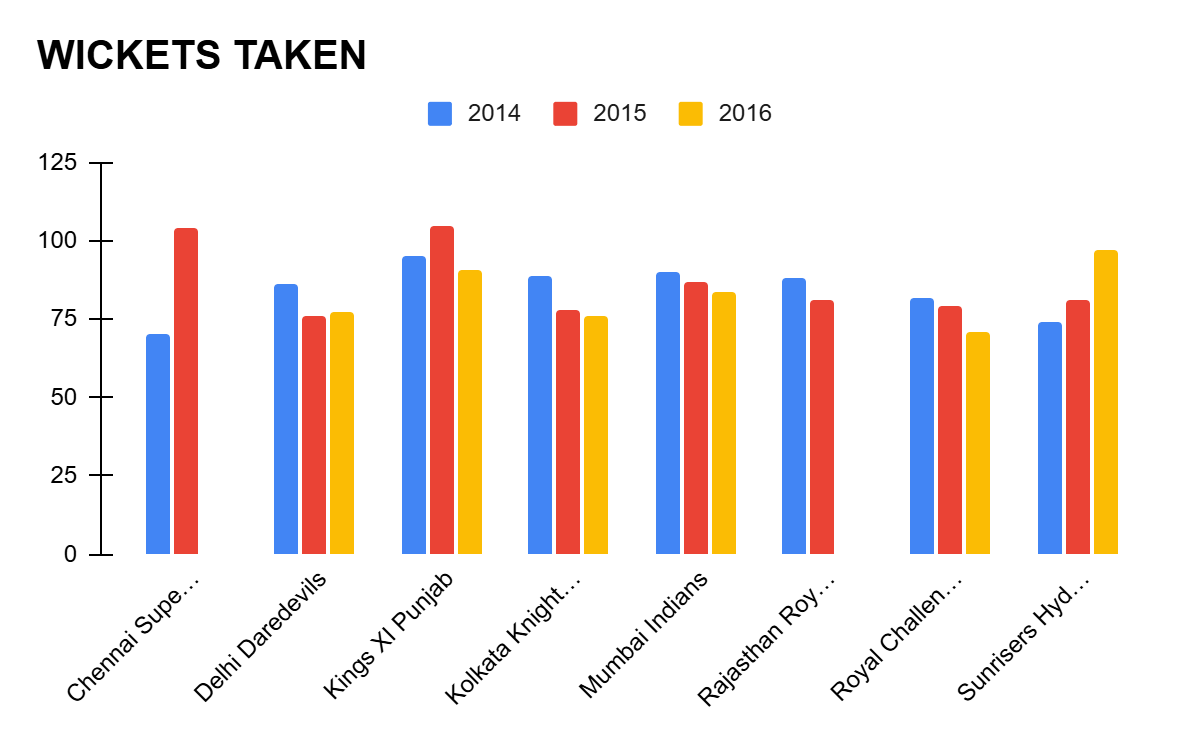 WICKETS TAKEN
2014 2015 2016
125
100
75
50
25
0
Chennai Supe…
Delhi Daredevils
Kings XI Punjab
Kolkata Knight…
Mumbai Indians
Rajasthan Roy…
Royal Challen…
Sunrisers Hyd…